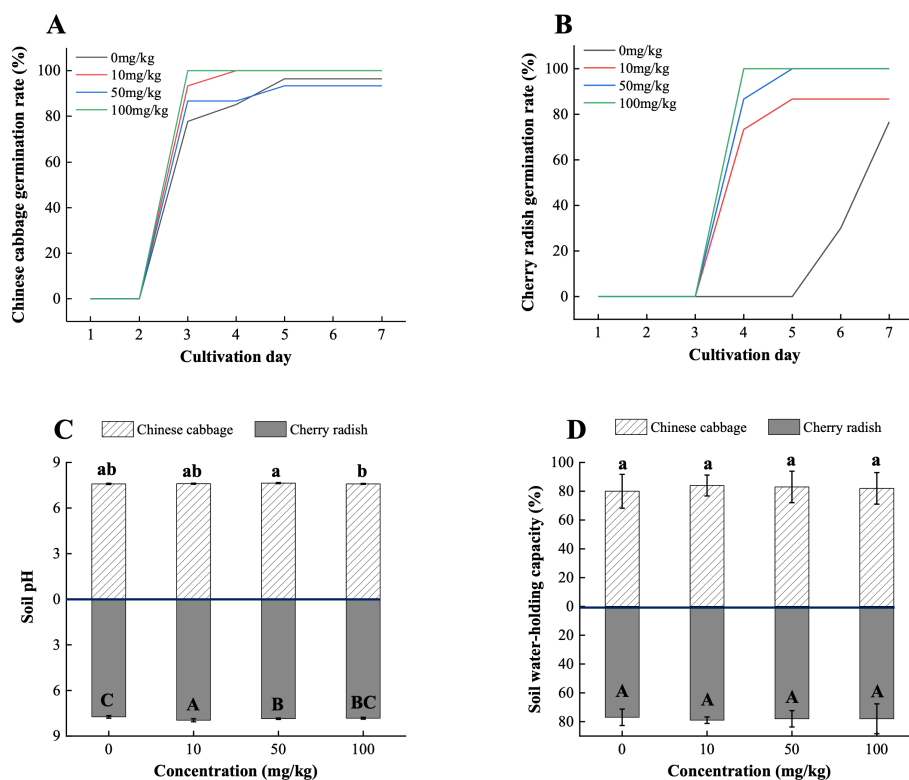 A
Chinese cabbage germination rate (%)
100
80
60
40
20
0
0mg/kg
10mg/kg
50mg/kg
100mg/kg
1 2 3 4 5 6 7
Cultivation day
B
Cherry radish germination rate (%)
100
80
60
40
20
0
0mg/kg
10mg/kg
50mg/kg
100mg/kg
1 2 3 4 5 6 7
Cultivation day
C
Chinese cabbage Cherry radish
Soil pH
9
6
3
0
3
6
9
ab ab a b
C A B BC
0 10 50 100
Concentration (mg/kg)
D
Chinese cabbage Cherry radish
Soil water-holding capacity (%)
100
80
60
40
20
0
20
40
60
80
a a a a
A A A A
0 10 50 100
Concentration (mg/kg)